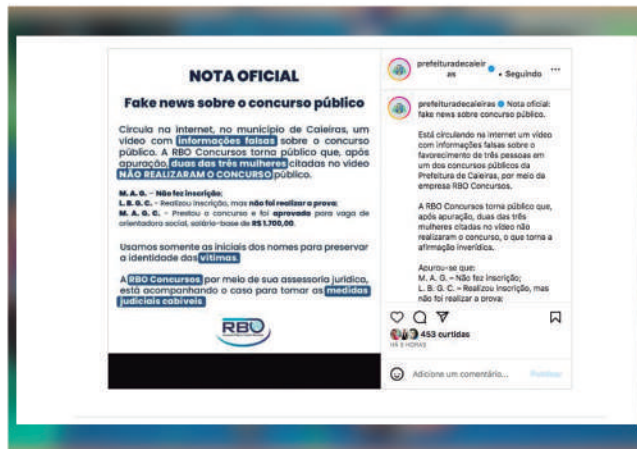 NOTA OFICIAL
Fake news sobre o concurso público
Circula na internet, no município de Caieiras, um
vídeo com informações falsas sobre o concurso
público. A RBO Concursos torna público que, após
apuração, duas das três mulheres citadas no vídeo
NÃO REALIZARAM O CONCURSO público.
M. A. G. – Não fez inscrição;
L. B. G. C. – Realizou inscrição, mas não foi realizar a prova;
M. A. G. C. – Prestou o concurso e foi aprovada para vaga de
orientadora social, salário-base de R$ 1.700,00.
Usamos somente as iniciais dos nomes para preservar
a identidade das vítimas.
A RBO Concursos por meio de sua assessoria jurídica,
está acompanhando o caso para tomar as medidas
judiciais cabíveis.
RBO
prefeituradecaieir
as • Seguindo ...
prefeituradecaieiras Nota oficial:
fake news sobre concurso público.
Está circulando na internet um vídeo
com informações falsas sobre o
favorecimento de três pessoas em
um dos concursos públicos da
Prefeitura de Caieiras, por meio da
empresa RBO Concursos.
A RBO Concursos torna público que,
após apuração, duas das três
mulheres citadas no vídeo não
realizaram o concurso, o que torna a
afirmação inverídica.
Apurou-se que:
M. A. G. – Não fez inscrição;
L. B. G. C. – Realizou inscrição, mas
não foi realizar a prova;
453 curtidas
HÁ 3 HORAS
Adicione um comentário... Publicar